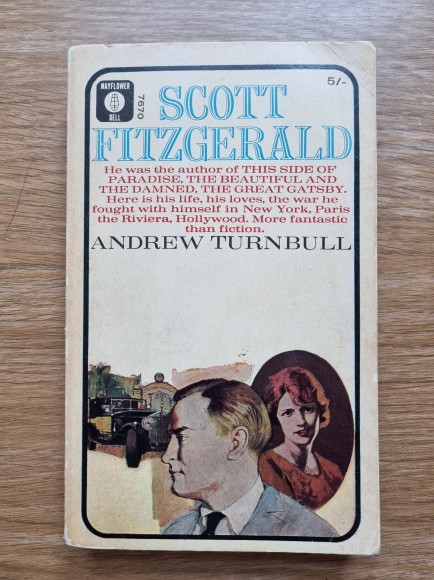 MAYFLOWER
DELL
7670
5/-
SCOTT
FITZGERALD
He was the author of THIS SIDE OF
PARADISE, THE BEAUTIFUL AND
THE DAMNED, THE GREAT GATSBY.
Here is his life, his loves, the war he
fought with himself in New York, Paris
the Riviera, Hollywood. More fantastic
than fiction.
ANDREW TURNBULL